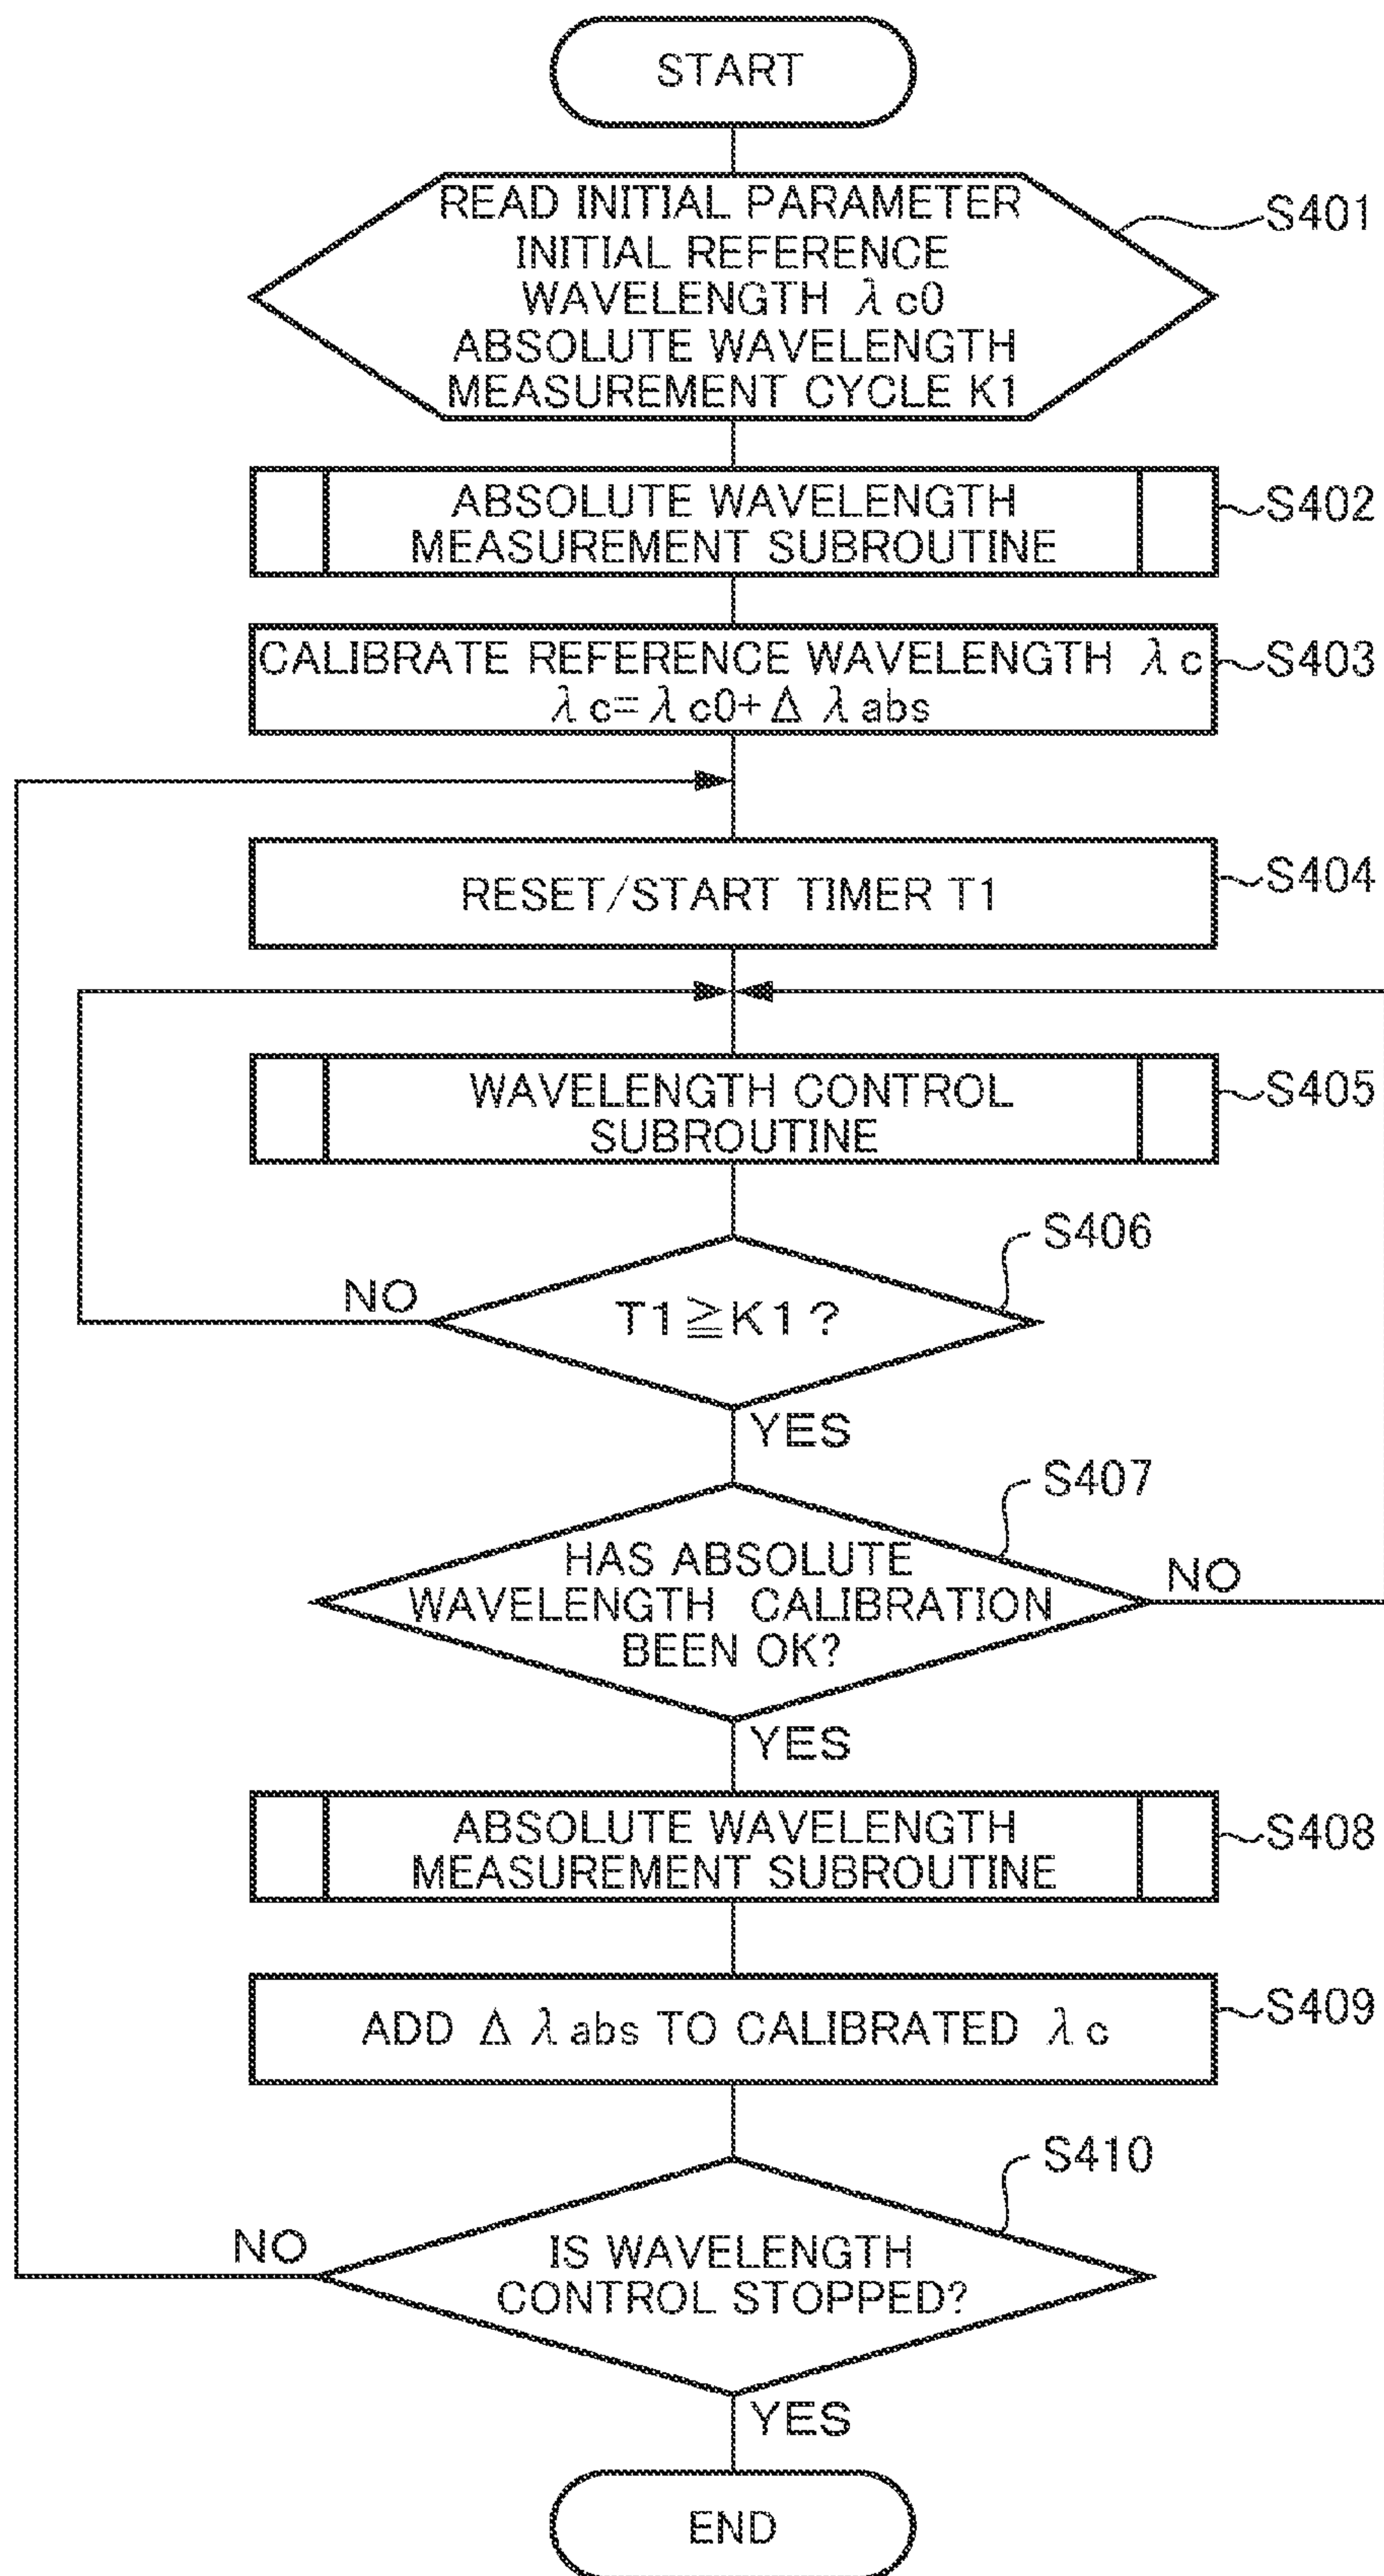 START
READ INITIAL PARAMETER
S401
INITIAL REFERENCE
WAVELENGTH λc0
ABSOLUTE WAVELENGTH
MEASUREMENT CYCLE K1
ABSOLUTE WAVELENGTH
S402
MEASUREMENT SUBROUTINE
CALIBRATE REFERENCE WAVELENGTH λc
S403
λc=λc0+Δλabs
RESET/START TIMER T1
S404
WAVELENGTH CONTROL
S405
SUBROUTINE
S406
NO
T1≧K1?
YES
S407
HAS ABSOLUTE
NO
WAVELENGTH CALIBRATION
BEEN OK?
YES
ABSOLUTE WAVELENGTH
S408
MEASUREMENT SUBROUTINE
ADD Δλabs TO CALIBRATED λc
S409
S410
NO
IS WAVELENGTH
CONTROL STOPPED?
YES
END